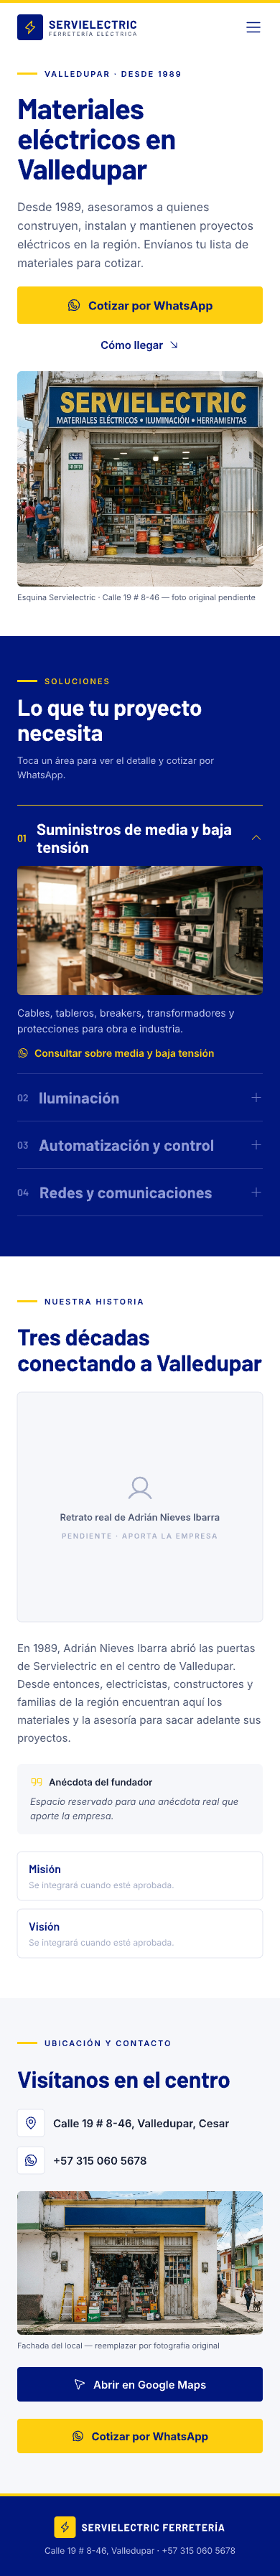 SERVIELECTRIC
FERRETERÍA ELÉCTRICA
VALLEDUPAR · DESDE 1989
Materiales
eléctricos en
Valledupar
Desde 1989, asesoramos a quienes
construyen, instalan y mantienen proyectos
eléctricos en la región. Envíanos tu lista de
materiales para cotizar.
Cotizar por WhatsApp
Cómo llegar
SERVIELECTRIC
MATERIALES ELÉCTRICOS • ILUMINACIÓN • HERRAMIENTAS
Esquina Servielectric · Calle 19 # 8-46 — foto original pendiente
SOLUCIONES
Lo que tu proyecto
necesita
Toca un área para ver el detalle y cotizar por
WhatsApp.
01 Suministros de media y baja
tensión
Cables, tableros, breakers, transformadores y
protecciones para obra e industria.
Consultar sobre media y baja tensión
02 Iluminación
03 Automatización y control
04 Redes y comunicaciones
NUESTRA HISTORIA
Tres décadas
conectando a Valledupar
Retrato real de Adrián Nieves Ibarra
PENDIENTE · APORTA LA EMPRESA
En 1989, Adrián Nieves Ibarra abrió las puertas
de Servielectric en el centro de Valledupar.
Desde entonces, electricistas, constructores y
familias de la región encuentran aquí los
materiales y la asesoría para sacar adelante sus
proyectos.
Anécdota del fundador
Espacio reservado para una anécdota real que
aporte la empresa.
Misión
Se integrará cuando esté aprobada.
Visión
Se integrará cuando esté aprobada.
UBICACIÓN Y CONTACTO
Visítanos en el centro
Calle 19 # 8-46, Valledupar, Cesar
+57 315 060 5678
Fachada del local — reemplazar por fotografía original
Abrir en Google Maps
Cotizar por WhatsApp
SERVIELECTRIC FERRETERÍA
Calle 19 # 8-46, Valledupar · +57 315 060 5678